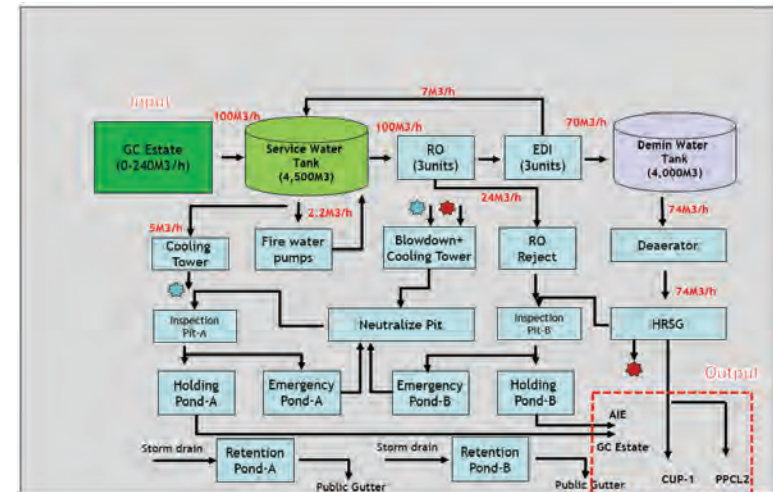 Input
7M3/h
100M3/h
100M3/h
70M3/h
GC Estate
(0-240M3/h)
Service Water
Tank
(4,500M3)
RO
(3units)
EDI
(3units)
Demin Water
Tank
(4,000M3)
2.2M3/h
24M3/h
74M3/h
5M3/h
Cooling
Tower
Fire water
pumps
Blowdown+
Cooling Tower
RO
Reject
Deaerator
74M3/h
Inspection
Pit-A
Neutralize Pit
Inspection
Pit-B
HRSG
Output
Holding
Pond-A
Emergency
Pond-A
Emergency
Pond-B
Holding
Pond-B
AIE
GC Estate
Storm drain
Retention
Pond-A
Storm drain
Retention
Pond-B
Public Gutter
Public Gutter
CUP-1
PPCL2